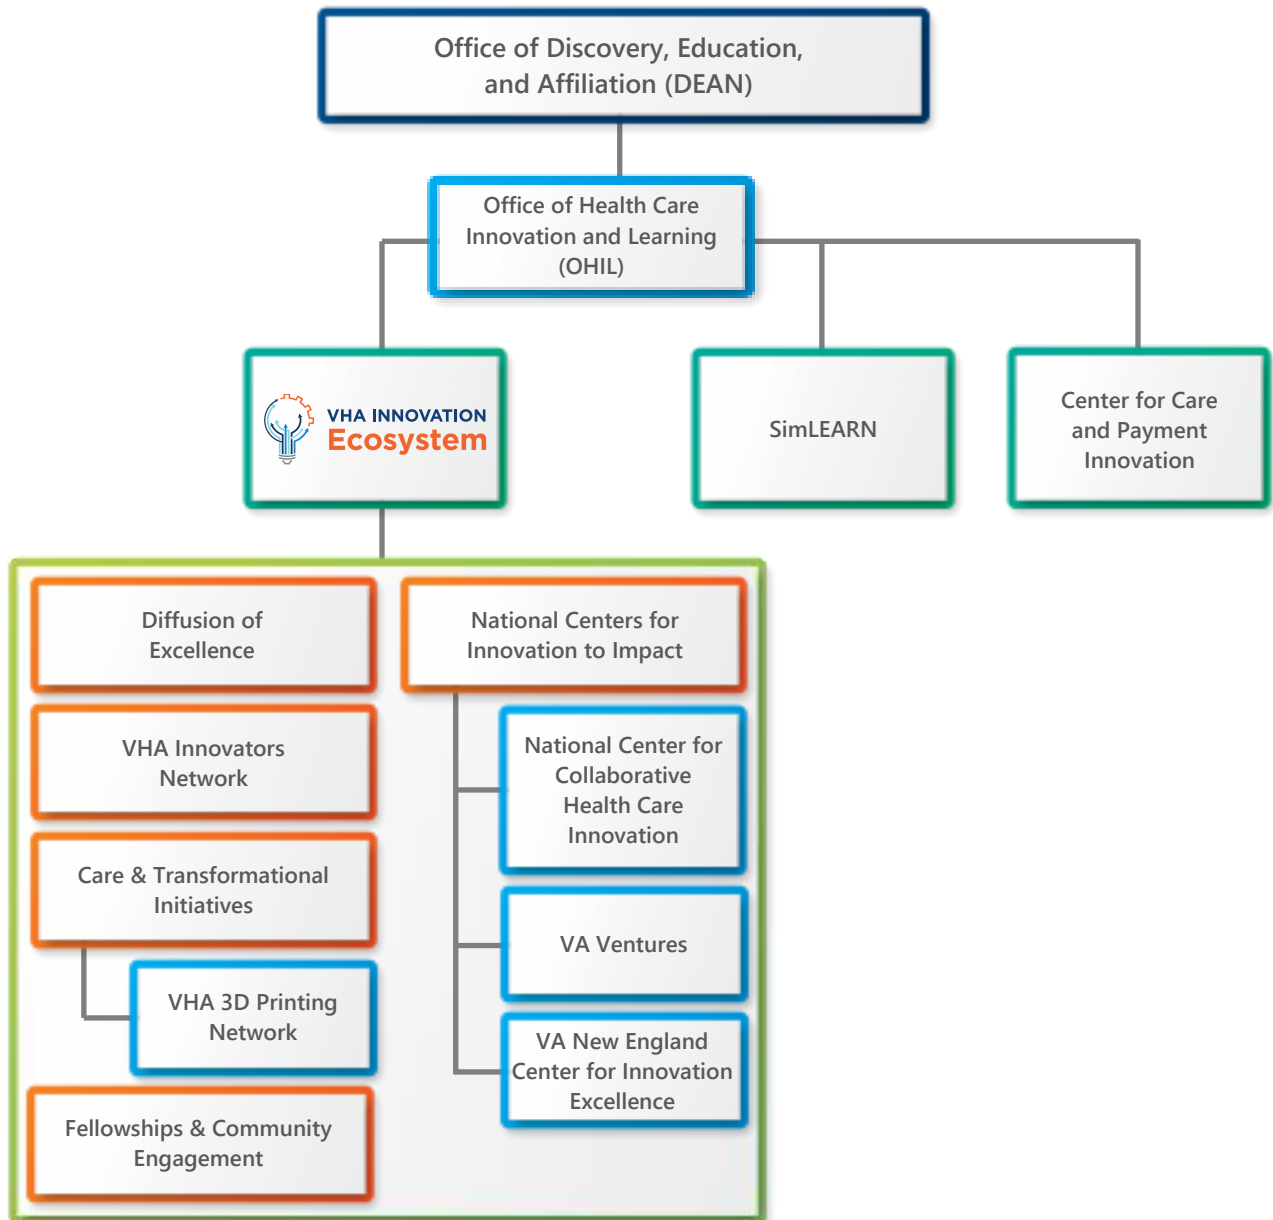 Office of Discovery, Education,
and Affiliation (DEAN)
Office of Health Care
Innovation and Learning
(OHIL)
VHA INNOVATION
Ecosystem
SimLEARN
Center for Care
and Payment
Innovation
Diffusion of
Excellence
VHA Innovators
Network
Care & Transformational
Initiatives
VHA 3D Printing
Network
Fellowships & Community
Engagement
National Centers for
Innovation to Impact
National Center for
Collaborative
Health Care
Innovation
VA Ventures
VA New England
Center for Innovation
Excellence